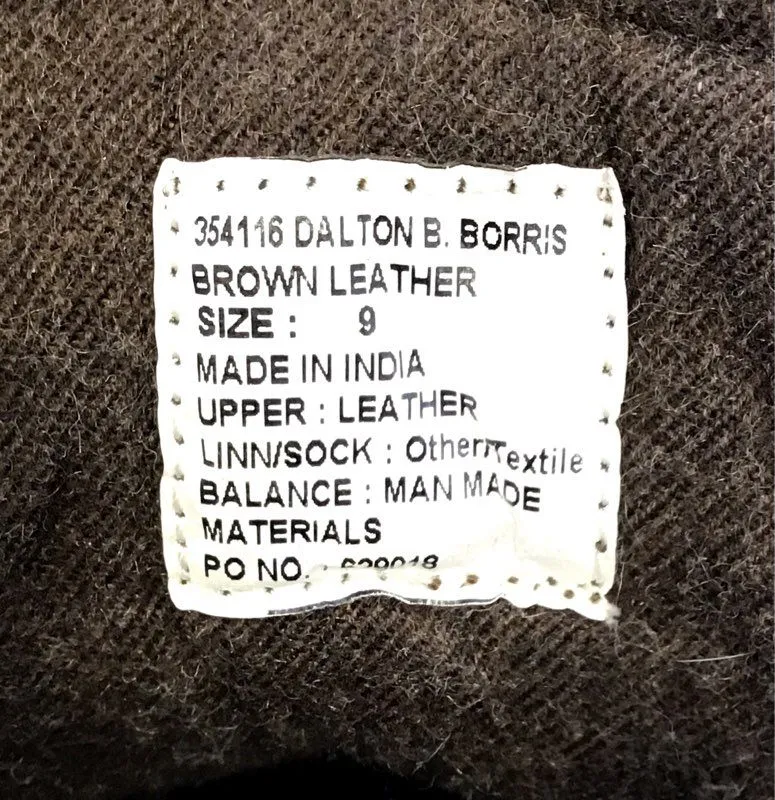 354116 DALTON B. BORRIS
BROWN LEATHER
SIZE : 9
MADE IN INDIA
UPPER : LEATHER
LINN/SOCK : Other/Textile
BALANCE : MAN MADE
MATERIALS
PO NO. :